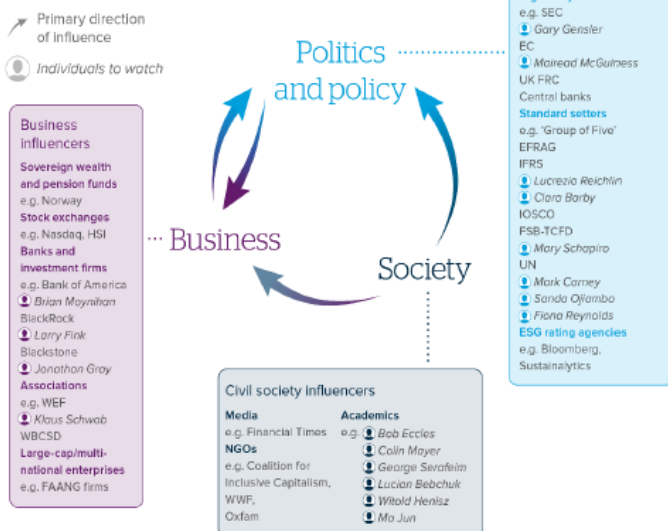 Primary direction
of influence
Individuals to watch
Politics
and policy
Business
Society
Business
influencers
Sovereign wealth
and pension funds
e.g. Norway
Stock exchanges
e.g. Nasdaq, HSI
Banks and
investment firms
e.g. Bank of America
Brian Moynihan
BlackRock
Larry Fink
Blackstone
Jonathon Gray
Associations
e.g. WEF
Klaus Schwab
WBCSD
Large-cap/multi-
national enterprises
e.g. FAANG firms
Civil society influencers
Media
e.g. Financial Times
NGOs
e.g. Coalition for
Inclusive Capitalism,
WWF,
Oxfam
Academics
e.g. Bob Eccles
Colin Mayer
George Serafeim
Lucian Bebchuk
Witold Henisz
Ma Jun
e.g. SEC
Gary Gensler
EC
Mairead McGuiness
UK FRC
Central banks
Standard setters
e.g. 'Group of Five'
EFRAG
IFRS
Lucrezia Reichlin
Clara Barby
IOSCO
FSB-TCFD
Mary Schapiro
UN
Mark Carney
Sanda Ojiambo
Fiona Reynolds
ESG rating agencies
e.g. Bloomberg,
Sustainalytics